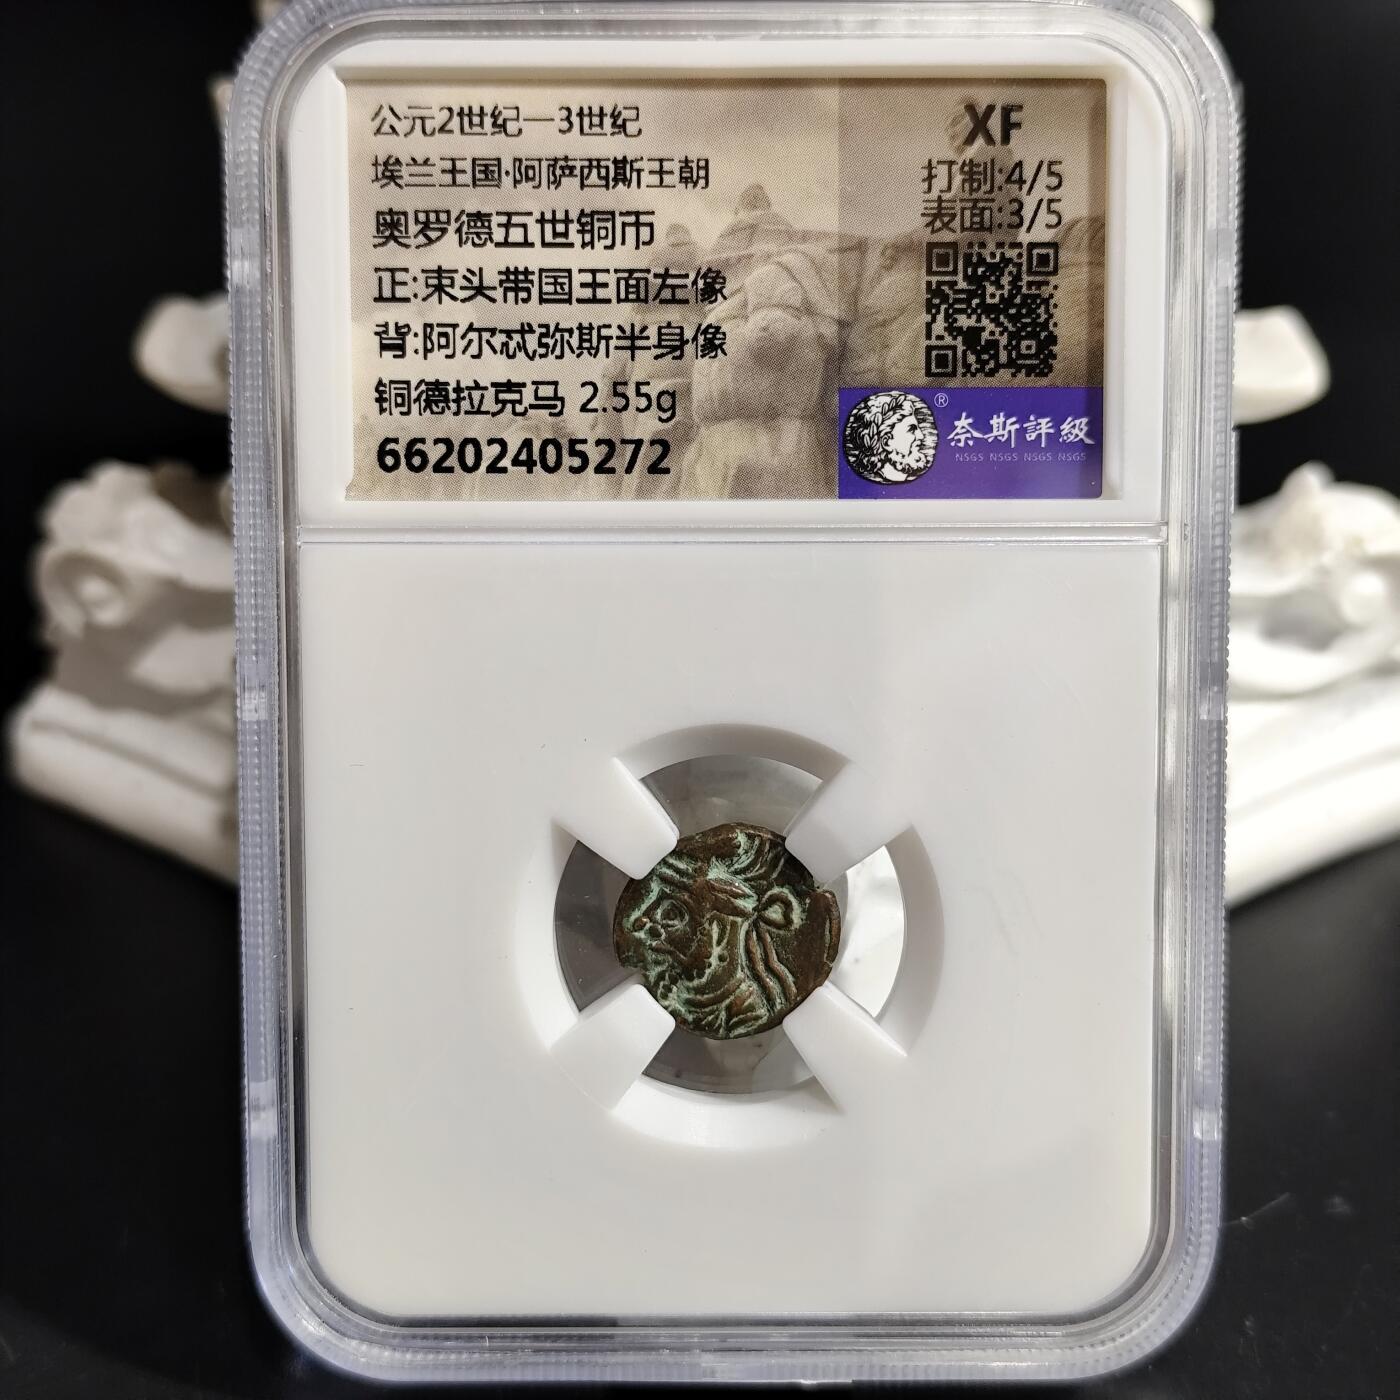 公元2世纪—3世纪
埃兰王国·阿萨西斯王朝
奥罗德五世铜币
正:束头带国王面左像
背:阿尔忒弥斯半身像
铜德拉克马 2.55g
66202405272
XF
打制:4/5
表面:3/5
®
奈斯評級
NSGS NSGS NSGS NSGS